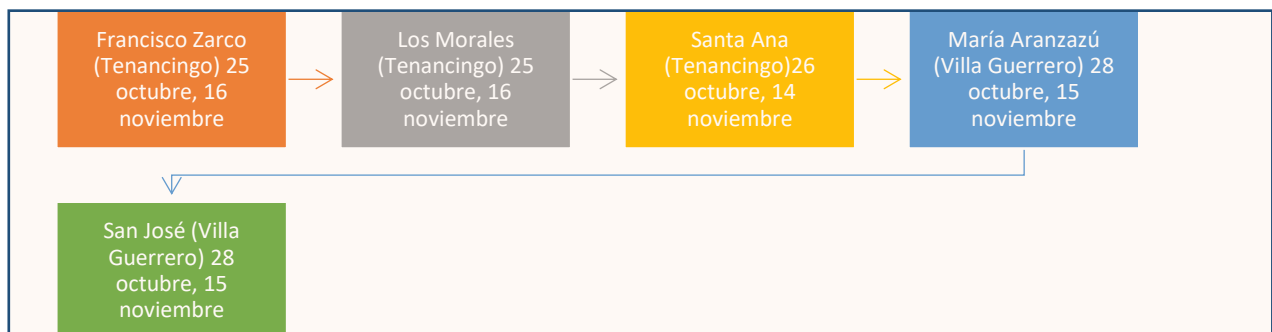 Francisco Zarco
(Tenancingo) 25
octubre, 16
noviembre
Los Morales
(Tenancingo) 25
octubre, 16
noviembre
Santa Ana
(Tenancingo)26
octubre, 14
noviembre
María Aranzazú
(Villa Guerrero) 28
octubre, 15
noviembre
San José (Villa
Guerrero) 28
octubre, 15
noviembre